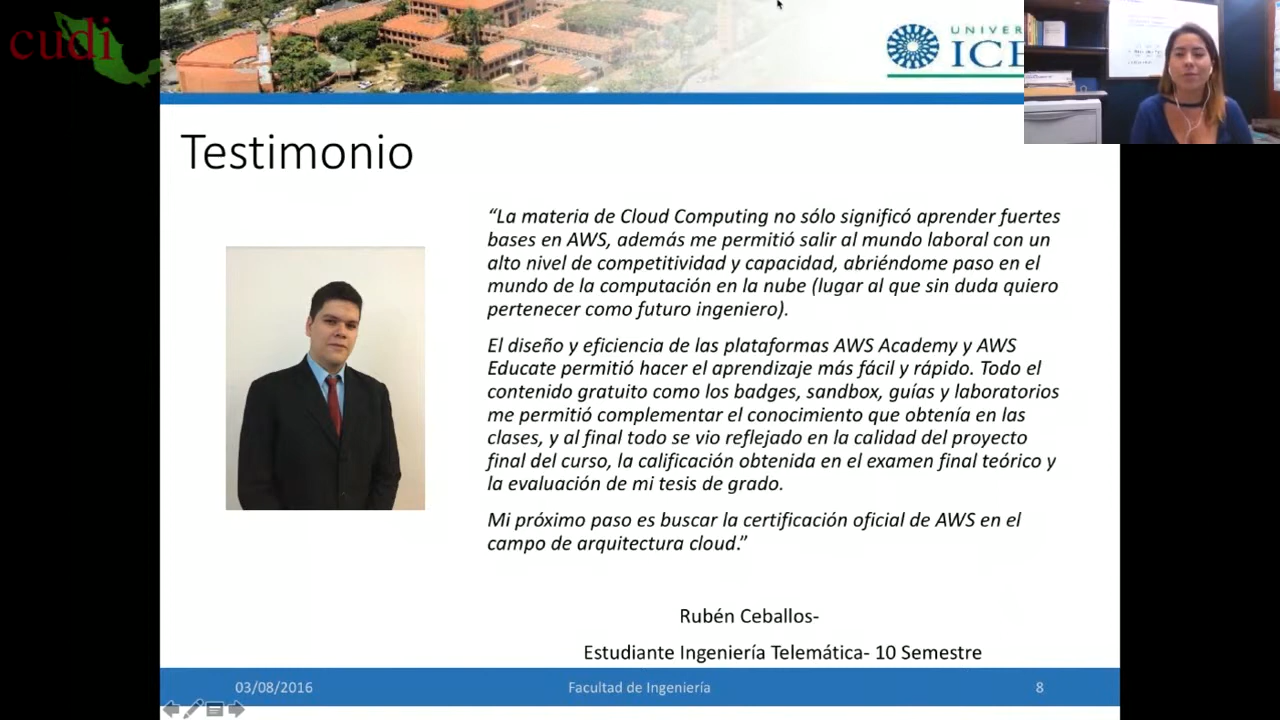 cudi
UNIVER
ICE
Testimonio
“La materia de Cloud Computing no sólo significó aprender fuertes
bases en AWS, además me permitió salir al mundo laboral con un
alto nivel de competitividad y capacidad, abriéndome paso en el
mundo de la computación en la nube (lugar al que sin duda quiero
pertenecer como futuro ingeniero).
El diseño y eficiencia de las plataformas AWS Academy y AWS
Educate permitió hacer el aprendizaje más fácil y rápido. Todo el
contenido gratuito como los badges, sandbox, guías y laboratorios
me permitió complementar el conocimiento que obtenía en las
clases, y al final todo se vio reflejado en la calidad del proyecto
final del curso, la calificación obtenida en el examen final teórico y
la evaluación de mi tesis de grado.
Mi próximo paso es buscar la certificación oficial de AWS en el
campo de arquitectura cloud.”
Rubén Ceballos-
Estudiante Ingeniería Telemática- 10 Semestre
03/08/2016
Facultad de Ingeniería
8